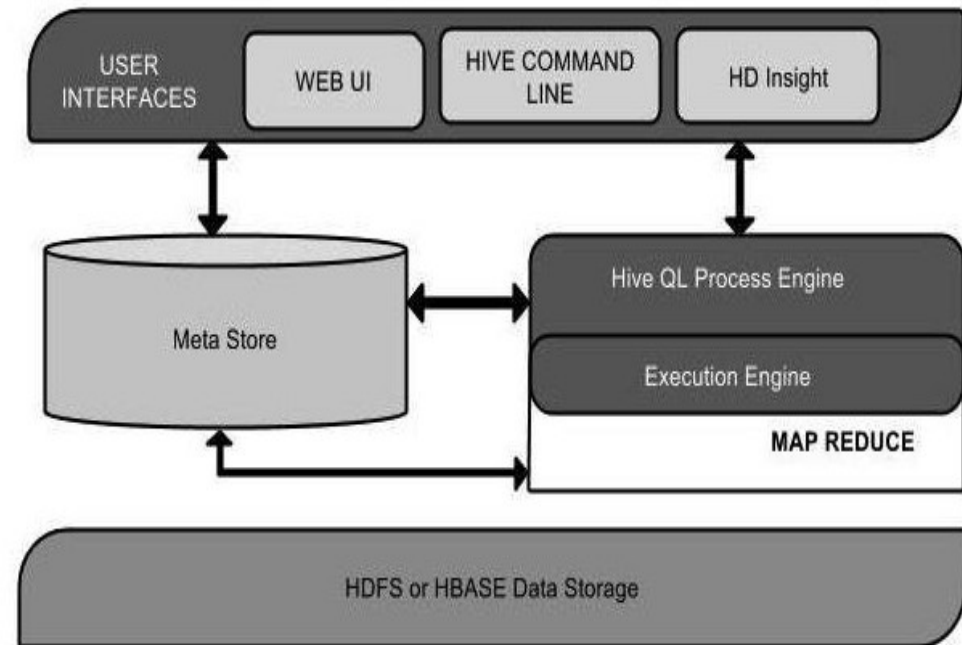 USER
INTERFACES
WEB UI
HIVE COMMAND
LINE
HD Insight
Meta Store
Hive QL Process Engine
Execution Engine
MAP REDUCE
HDFS or HBASE Data Storage